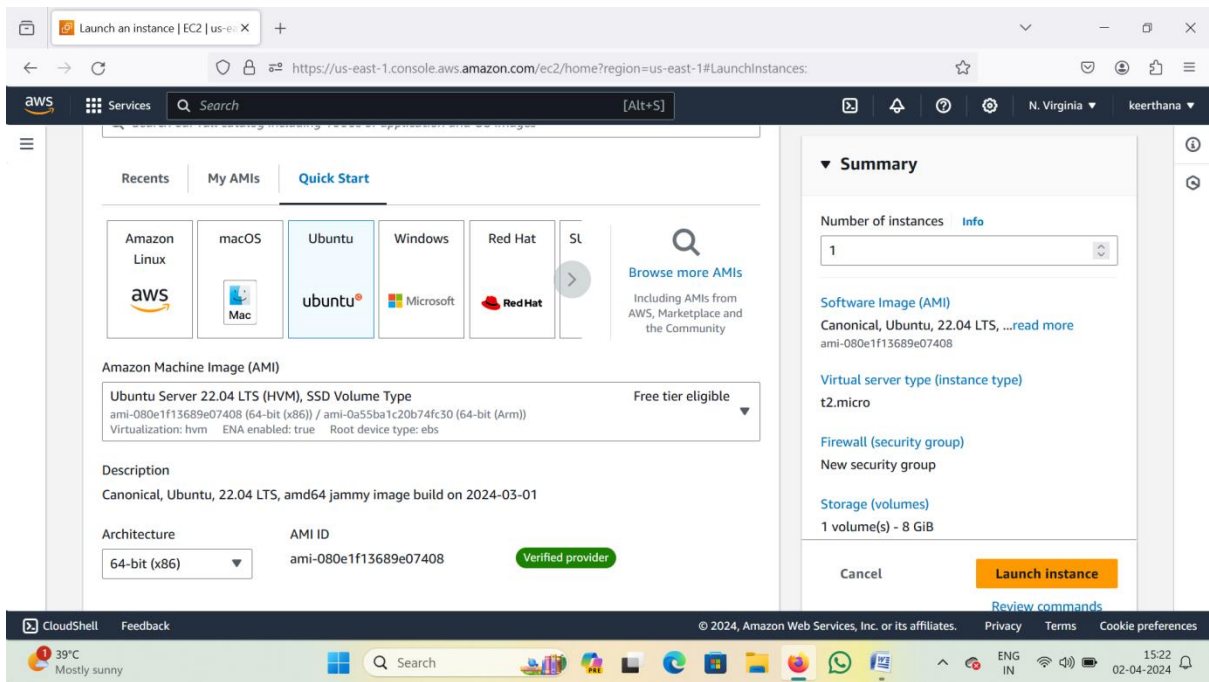 Launch an instance | EC2 | us-ea
https://us-east-1.console.aws.amazon.com/ec2/home?region=us-east-1#LaunchInstances:
aws
Services
Search
[Alt+S]
N. Virginia
keerthana
Recents
My AMIs
Quick Start
Amazon
Linux
aws
macOS
Mac
Ubuntu
ubuntu
Windows
Microsoft
Red Hat
Red Hat
SU
Browse more AMIs
Including AMIs from
AWS, Marketplace and
the Community
Amazon Machine Image (AMI)
Ubuntu Server 22.04 LTS (HVM), SSD Volume Type
Free tier eligible
ami-080e1f13689e07408 (64-bit (x86)) / ami-0a55ba1c20b74fc30 (64-bit (Arm))
Virtualization: hvm ENA enabled: true Root device type: ebs
Description
Canonical, Ubuntu, 22.04 LTS, amd64 jammy image build on 2024-03-01
Architecture
AMI ID
64-bit (x86)
ami-080e1f13689e07408
Verified provider
Summary
Number of instances Info
1
Software Image (AMI)
Canonical, Ubuntu, 22.04 LTS, ...read more
ami-080e1f13689e07408
Virtual server type (instance type)
t2.micro
Firewall (security group)
New security group
Storage (volumes)
1 volume(s) - 8 GiB
Cancel
Launch instance
Review commands
CloudShell
Feedback
© 2024, Amazon Web Services, Inc. or its affiliates.
Privacy
Terms
Cookie preferences
1
39°C
Mostly sunny
Search
PRE
ENG
IN
15:22
02-04-2024